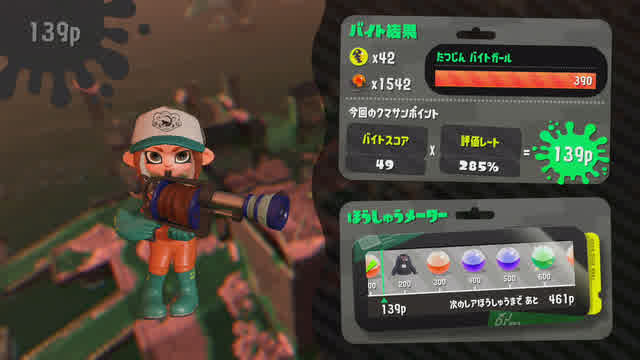 139p
バイト結果
x42
x1542
たつじん バイトガール
390
今回のクマサンポイント
バイトスコア
49
x
評価レート
285%
=
139p
ほうしゅうメーター
200 300 400 500 600
139p
次のレアほうしゅうまで あと 461p